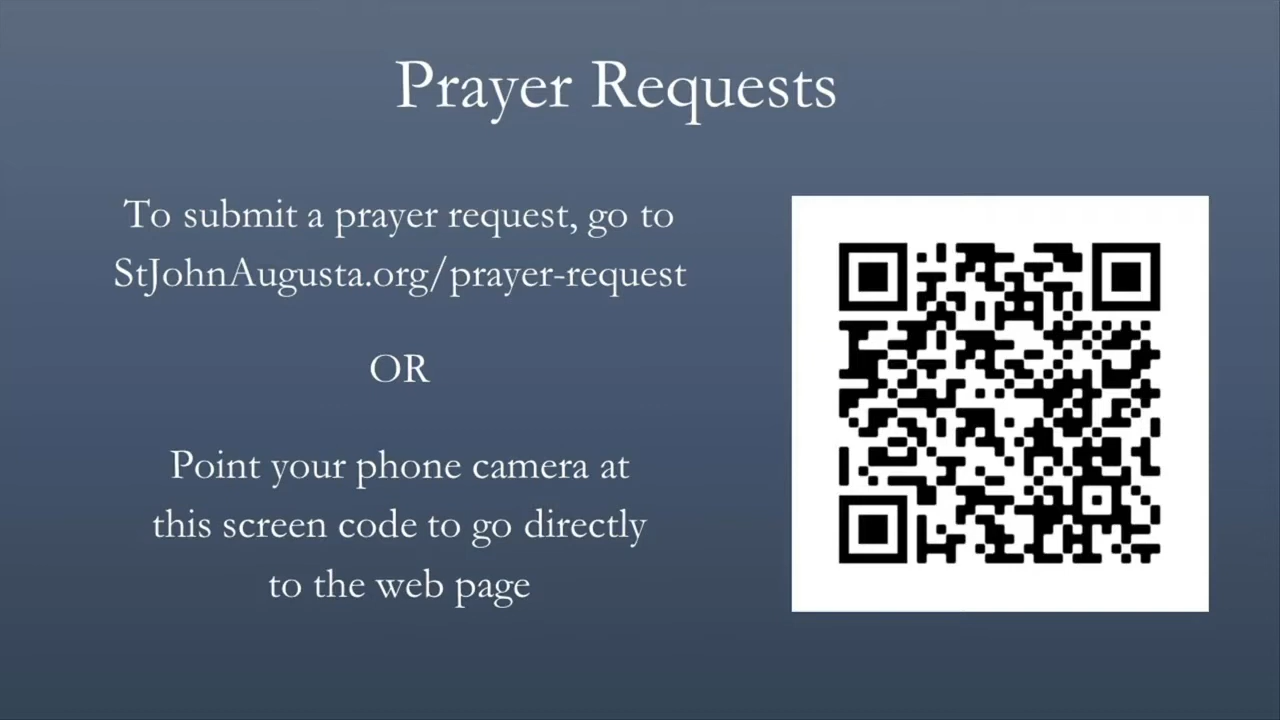 Prayer Requests
To submit a prayer request, go to
StJohnAugusta.org/prayer-request
OR
Point your phone camera at
this screen code to go directly
to the web page